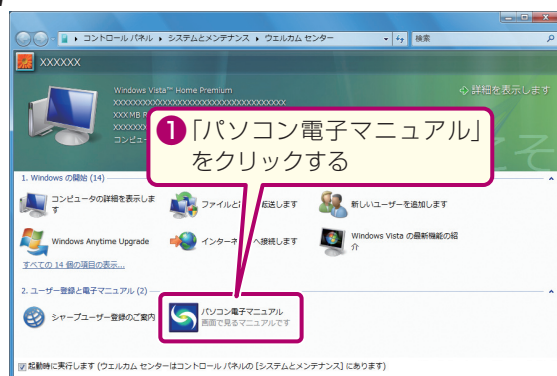 コントロール パネル ▸ システムとメンテナンス ▸ ウェルカム センター
検索
XXXXXX
Windows Vista™ Home Premium
詳細を表示します
XXXXXXXXXXXXXXXXXXXXXXXXXXXXXXXXX
XXXMB
XXXXXX
コンピュ
❶「パソコン電子マニュアル」
をクリックする
そ
1. Windows の開始 (14)
コンピュータの詳細を表示しま
す
ファイルと
転送します
新しいユーザーを追加します
Windows Anytime Upgrade
インターネ
へ接続します
Windows Vista の最新機能の紹
介
すべての 14 個の項目の表示...
2. ユーザー登録と電子マニュアル (2)
シャープユーザー登録のご案内
パソコン電子マニュアル
画面で見るマニュアルです
起動時に実行します (ウェルカム センターはコントロール パネルの [システムとメンテナンス] にあります)